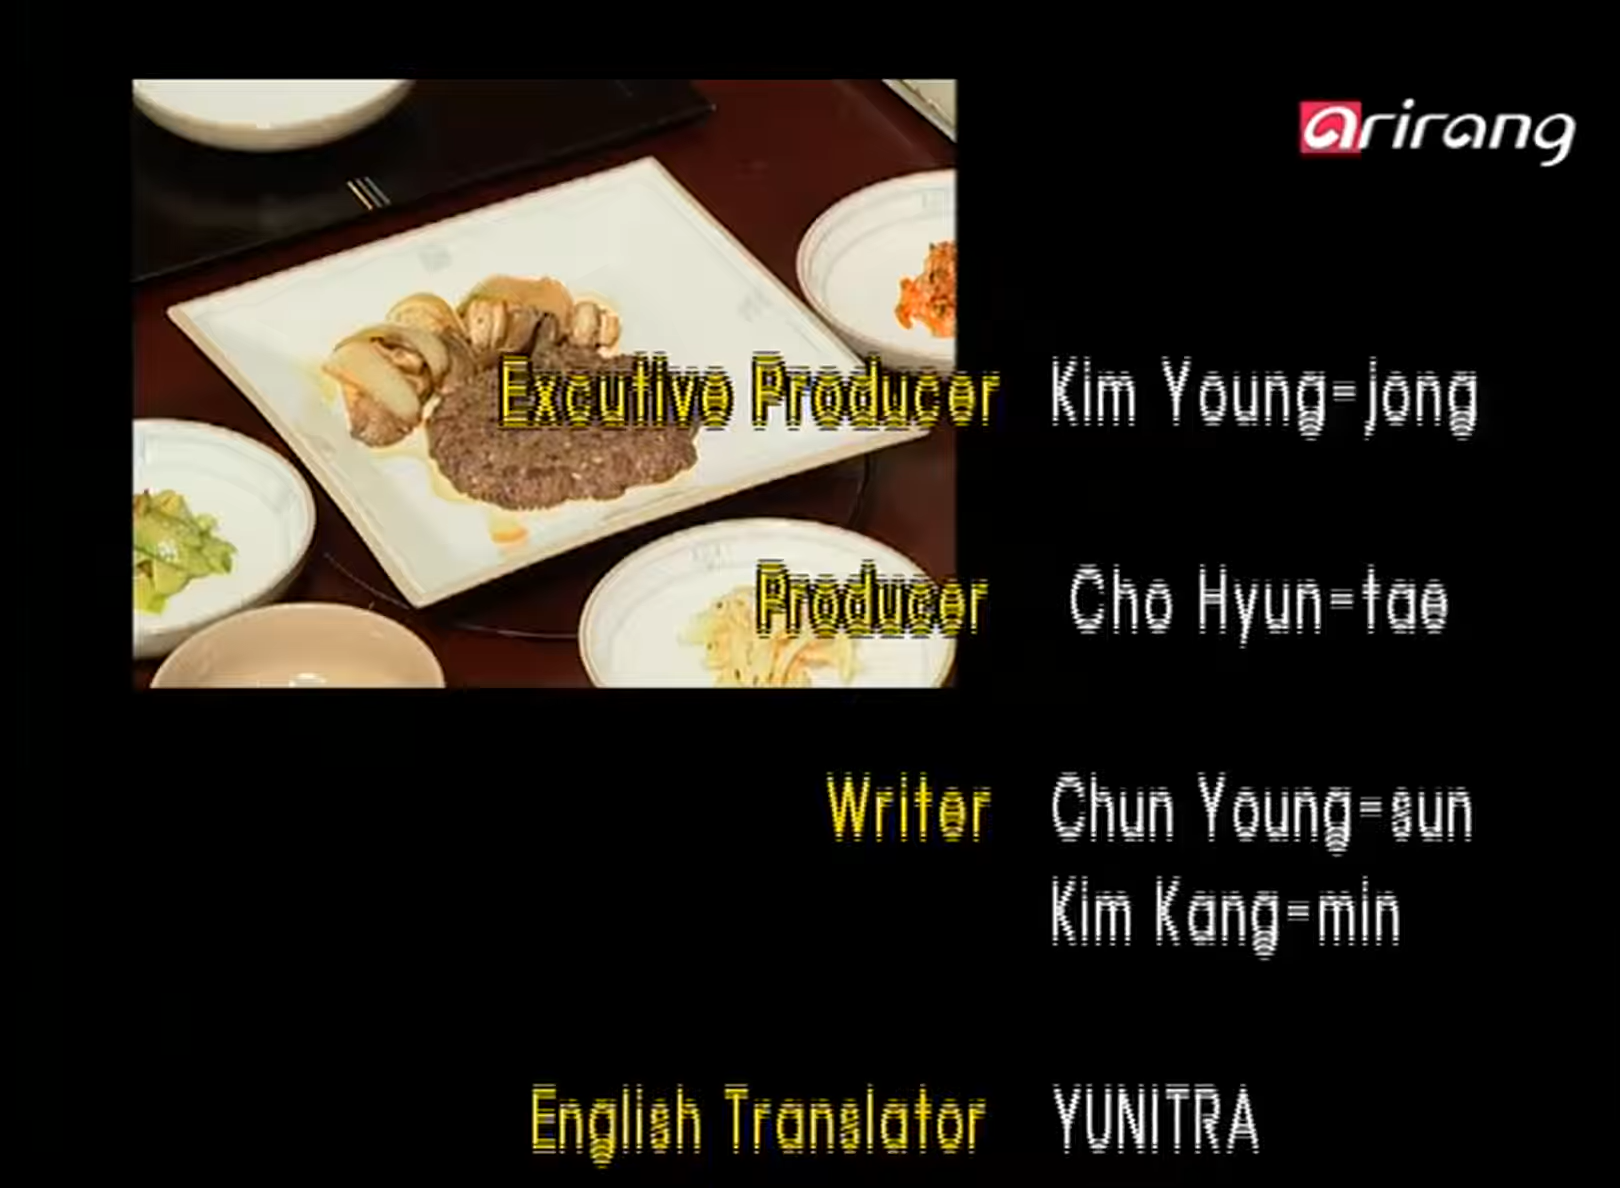 arirang
Excutive Producer Kim Young-jong
Producer Cho Hyun-tae
Writer Chun Young-sun
Kim Kang-min
English Translator YUNITRA